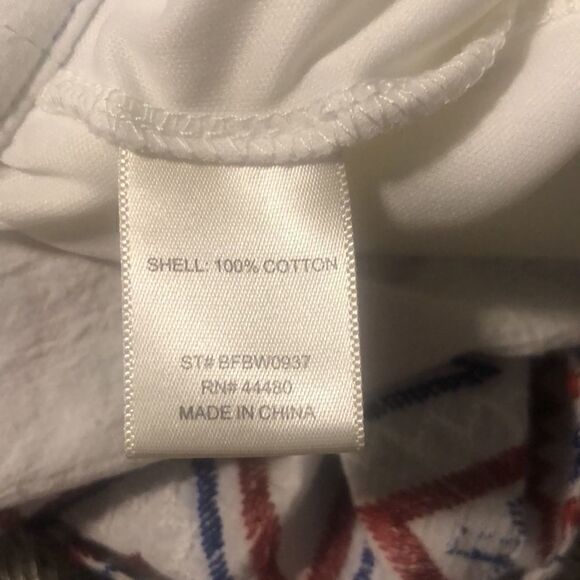 SHELL: 100% COTTON
ST# BFBW0937
RN# 44480
MADE IN CHINA